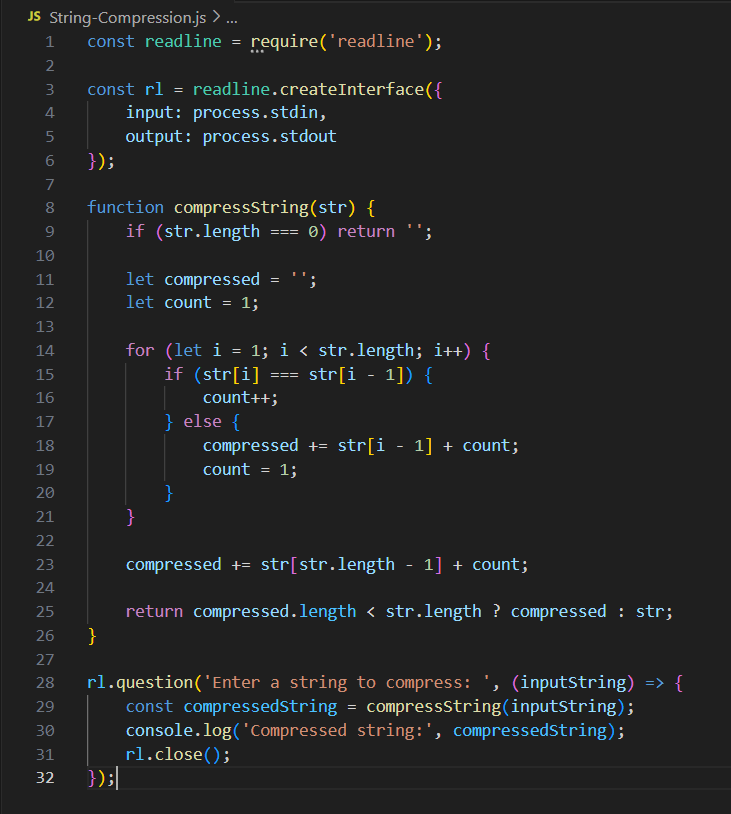 JS String-Compression.js > ...
1 const readline = require('readline');
2
3 const rl = readline.createInterface({
4     input: process.stdin,
5     output: process.stdout
6 });
7
8 function compressString(str) {
9     if (str.length === 0) return '';
10
11     let compressed = '';
12     let count = 1;
13
14     for (let i = 1; i < str.length; i++) {
15         if (str[i] === str[i - 1]) {
16             count++;
17         } else {
18             compressed += str[i - 1] + count;
19             count = 1;
20         }
21     }
22
23     compressed += str[str.length - 1] + count;
24
25     return compressed.length < str.length ? compressed : str;
26 }
27
28 rl.question('Enter a string to compress: ', (inputString) => {
29     const compressedString = compressString(inputString);
30     console.log('Compressed string:', compressedString);
31     rl.close();
32 });